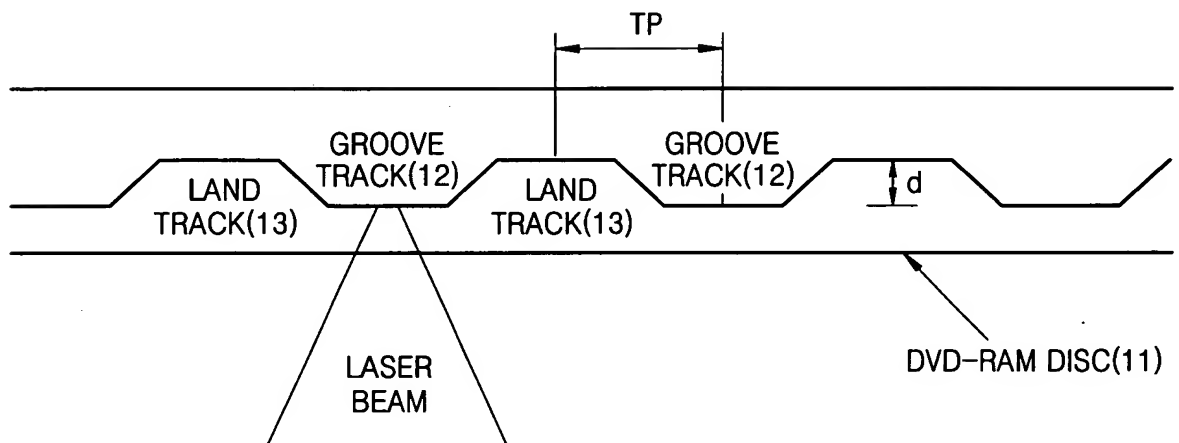 TP
GROOVE
TRACK(12)
GROOVE
TRACK(12)
LAND
TRACK(13)
LAND
TRACK(13)
d
LASER
BEAM
DVD-RAM DISC(11)